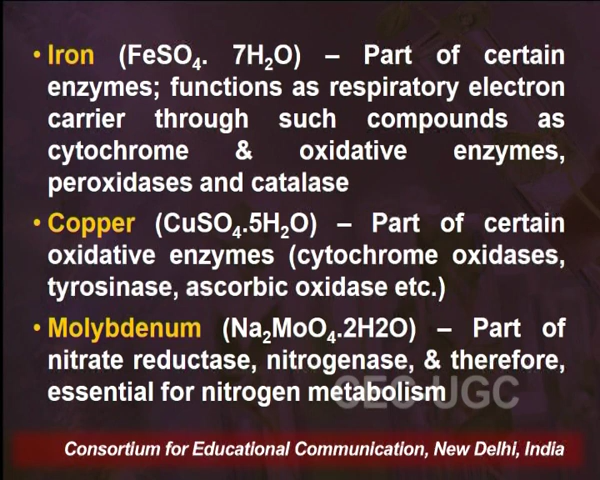 • Iron (FeSO₄. 7H₂O) – Part of certain
enzymes; functions as respiratory electron
carrier through such compounds as
cytochrome & oxidative enzymes,
peroxidases and catalase
• Copper (CuSO₄.5H₂O) – Part of certain
oxidative enzymes (cytochrome oxidases,
tyrosinase, ascorbic oxidase etc.)
• Molybdenum (Na₂MoO₄.2H2O) – Part of
nitrate reductase, nitrogenase, & therefore,
essential for nitrogen metabolism
CEC-UGC
Consortium for Educational Communication, New Delhi, India